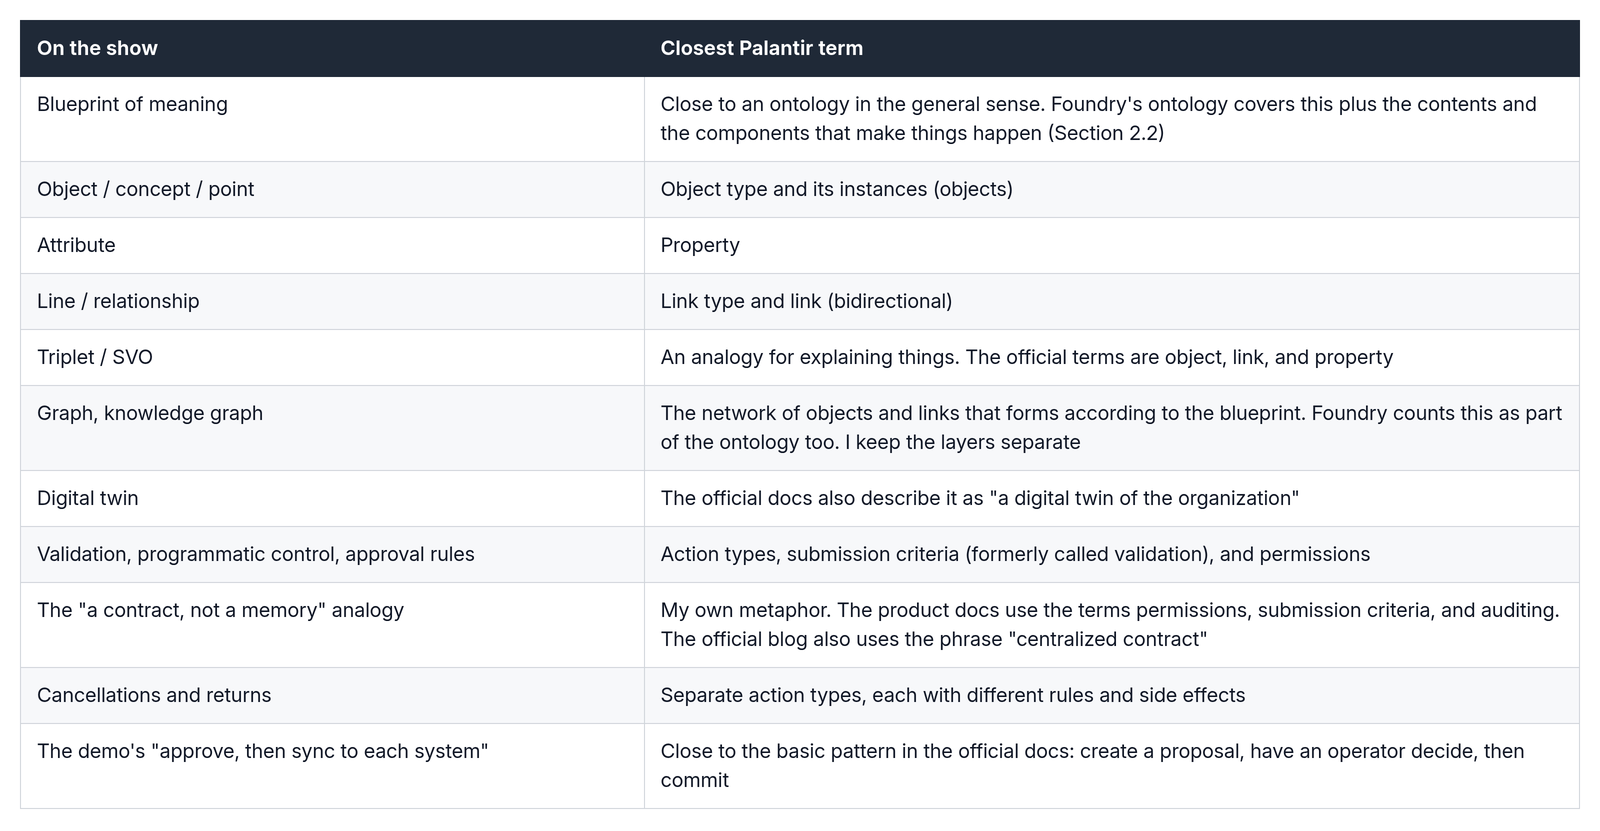 On the show
Closest Palantir term
Blueprint of meaning
Close to an ontology in the general sense. Foundry's ontology covers this plus the contents and
the components that make things happen (Section 2.2)
Object / concept / point
Object type and its instances (objects)
Attribute
Property
Line / relationship
Link type and link (bidirectional)
Triplet / SVO
An analogy for explaining things. The official terms are object, link, and property
Graph, knowledge graph
The network of objects and links that forms according to the blueprint. Foundry counts this as part
of the ontology too. I keep the layers separate
Digital twin
The official docs also describe it as "a digital twin of the organization"
Validation, programmatic control, approval rules
Action types, submission criteria (formerly called validation), and permissions
The "a contract, not a memory" analogy
My own metaphor. The product docs use the terms permissions, submission criteria, and auditing.
The official blog also uses the phrase "centralized contract"
Cancellations and returns
Separate action types, each with different rules and side effects
The demo's "approve, then sync to each system"
Close to the basic pattern in the official docs: create a proposal, have an operator decide, then
commit